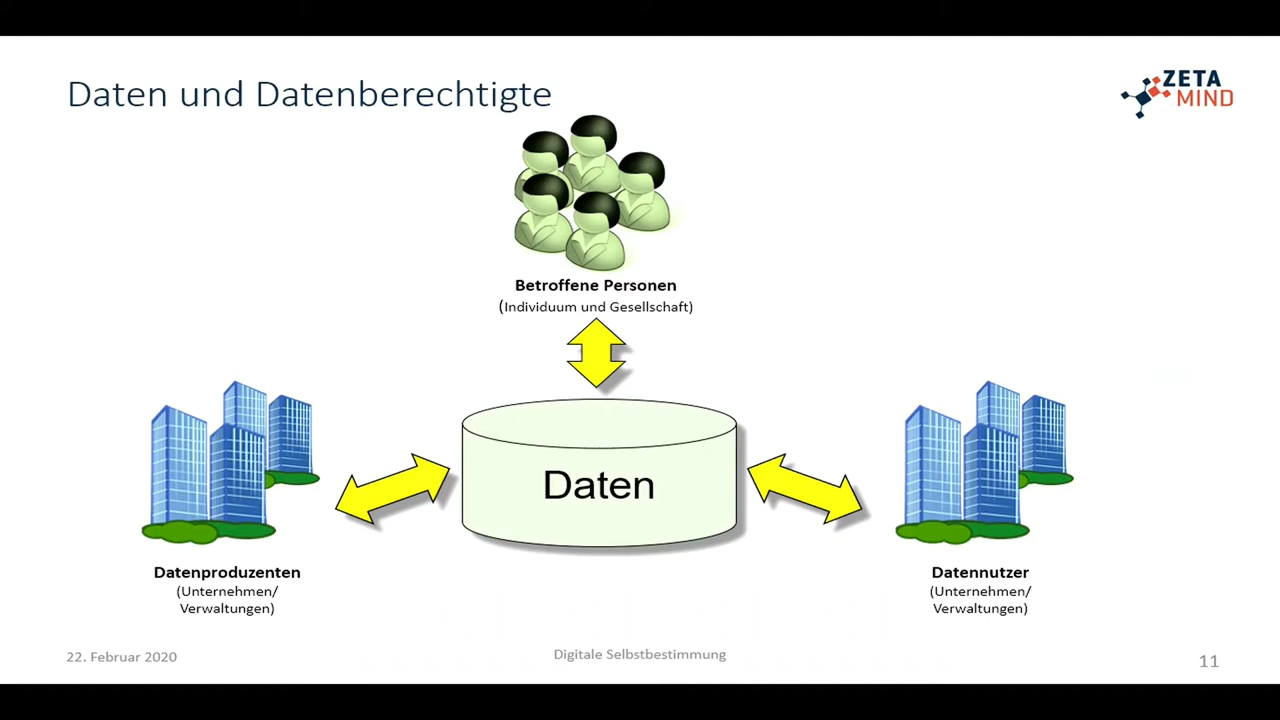 Daten und Datenberechtigte
ZETA
MIND
Betroffene Personen
(Individuum und Gesellschaft)
Daten
Datenproduzenten
(Unternehmen/
Verwaltungen)
Datennutzer
(Unternehmen/
Verwaltungen)
22. Februar 2020
Digitale Selbstbestimmung
11